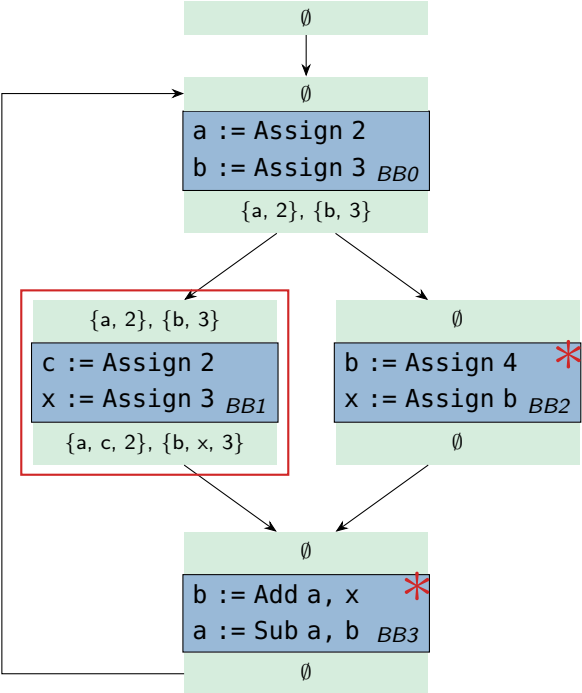 ∅
∅
a := Assign 2
b := Assign 3 BB0
{a, 2}, {b, 3}
{a, 2}, {b, 3}
c := Assign 2
x := Assign 3 BB1
{a, c, 2}, {b, x, 3}
∅
b := Assign 4 *
x := Assign b BB2
∅
∅
b := Add a, x *
a := Sub a, b BB3
∅